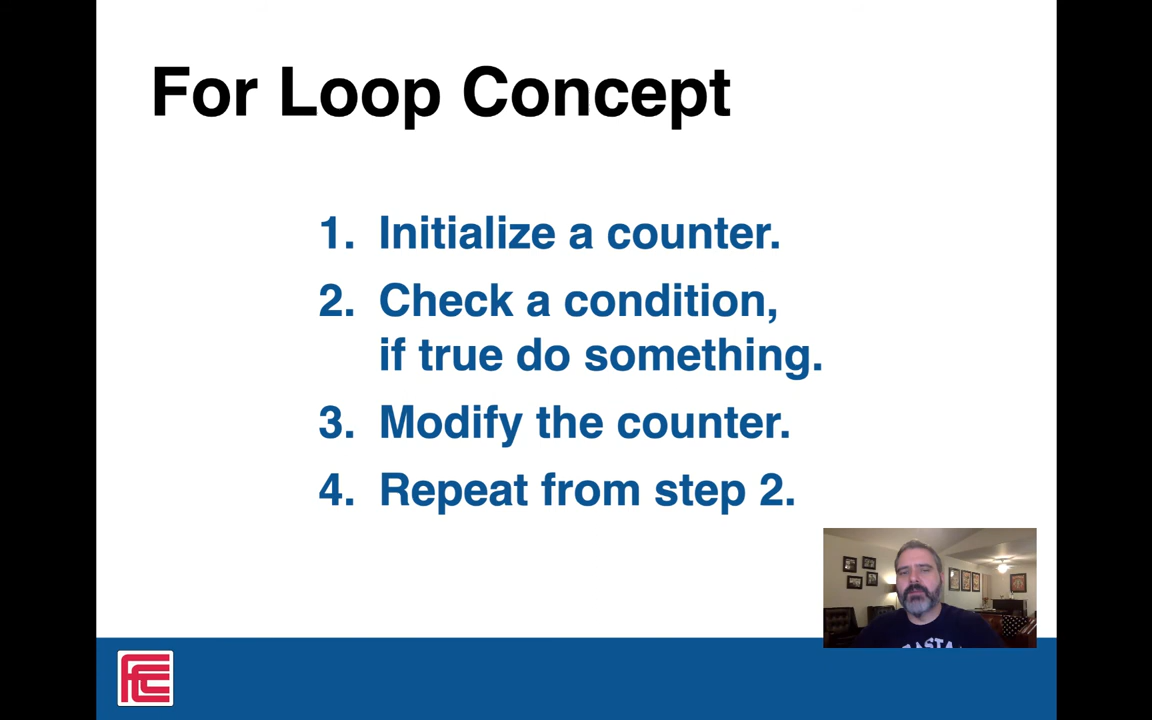 For Loop Concept
1. Initialize a counter.
2. Check a condition,
if true do something.
3. Modify the counter.
4. Repeat from step 2.